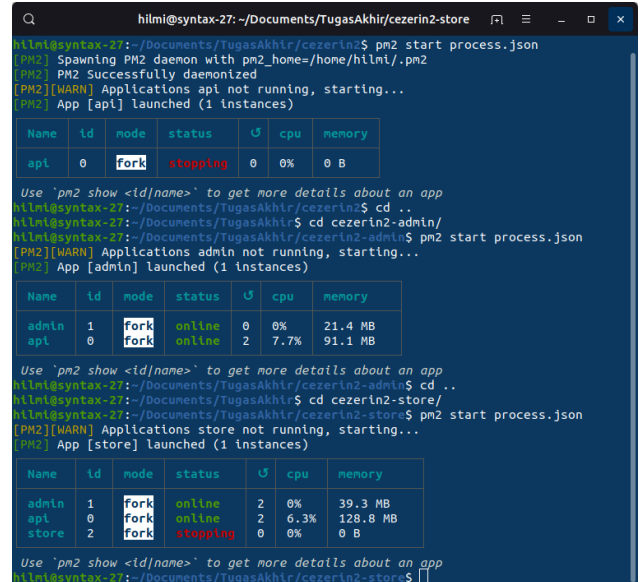 hilmi@syntax-27: ~/Documents/TugasAkhir/cezerin2-store
hilmi@syntax-27:~/Documents/TugasAkhir/cezerin2$ pm2 start process.json
[PM2] Spawning PM2 daemon with pm2_home=/home/hilmi/.pm2
[PM2] PM2 Successfully daemonized
[PM2][WARN] Applications api not running, starting...
[PM2] App [api] launched (1 instances)
Name id mode status ↺ cpu memory
api 0 fork stopping 0 0% 0 B
Use `pm2 show <id|name>` to get more details about an app
hilmi@syntax-27:~/Documents/TugasAkhir/cezerin2$ cd ..
hilmi@syntax-27:~/Documents/TugasAkhir$ cd cezerin2-admin/
hilmi@syntax-27:~/Documents/TugasAkhir/cezerin2-admin$ pm2 start process.json
[PM2][WARN] Applications admin not running, starting...
[PM2] App [admin] launched (1 instances)
Name id mode status ↺ cpu memory
admin 1 fork online 0 0% 21.4 MB
api 0 fork online 2 7.7% 91.1 MB
Use `pm2 show <id|name>` to get more details about an app
hilmi@syntax-27:~/Documents/TugasAkhir/cezerin2-admin$ cd ..
hilmi@syntax-27:~/Documents/TugasAkhir$ cd cezerin2-store/
hilmi@syntax-27:~/Documents/TugasAkhir/cezerin2-store$ pm2 start process.json
[PM2][WARN] Applications store not running, starting...
[PM2] App [store] launched (1 instances)
Name id mode status ↺ cpu memory
admin 1 fork online 2 0% 39.3 MB
api 0 fork online 2 6.3% 128.8 MB
store 2 fork stopping 0 0% 0 B
Use `pm2 show <id|name>` to get more details about an app
hilmi@syntax-27:~/Documents/TugasAkhir/cezerin2-store$